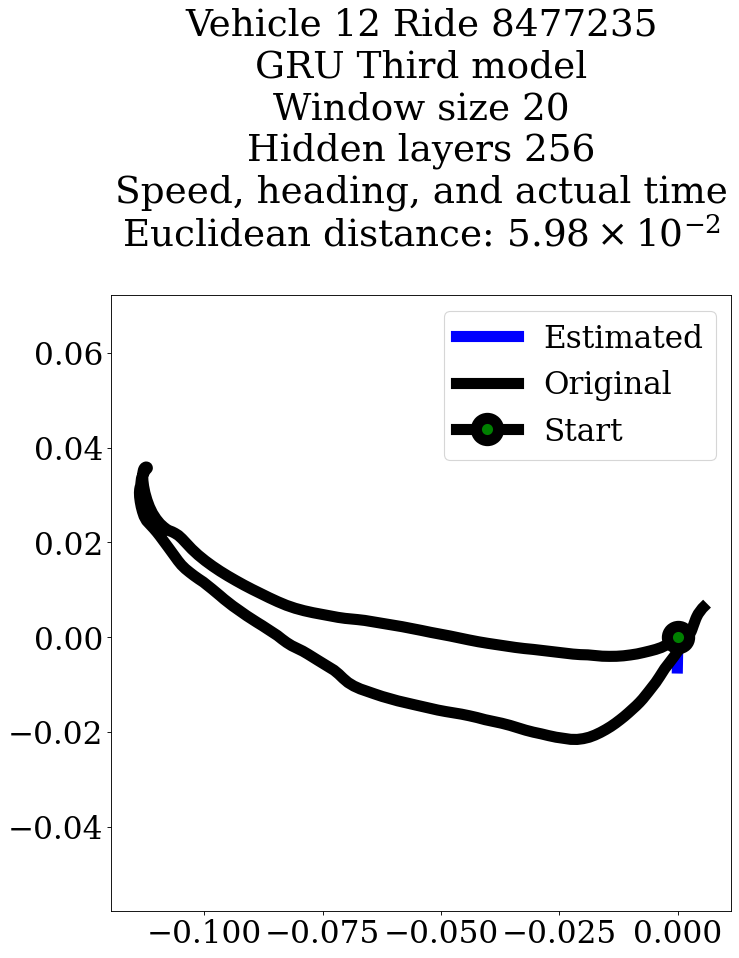 Vehicle 12 Ride 8477235
GRU Third model
Window size 20
Hidden layers 256
Speed, heading, and actual time
Euclidean distance: 5.98 × 10⁻²
Estimated
Original
Start
0.06
0.04
0.02
0.00
−0.02
−0.04
−0.100 −0.075 −0.050 −0.025 0.000